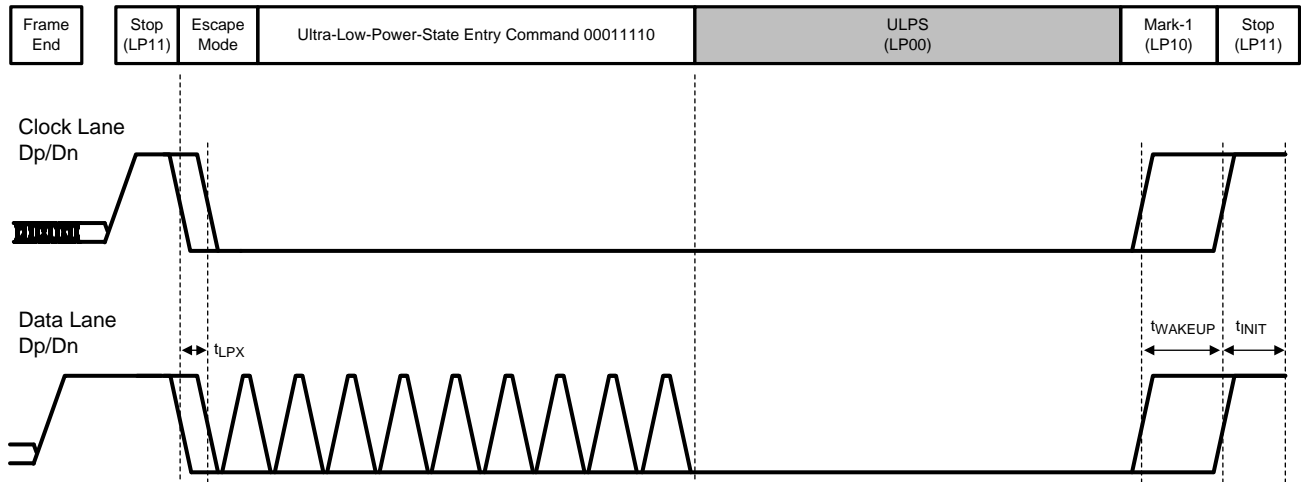 Frame End
Stop (LP11)
Escape Mode
Ultra-Low-Power-State Entry Command 00011110
ULPS (LP00)
Mark-1 (LP10)
Stop (LP11)
Clock Lane
Dp/Dn
Data Lane
Dp/Dn
tLPX
tWAKEUP
tINIT